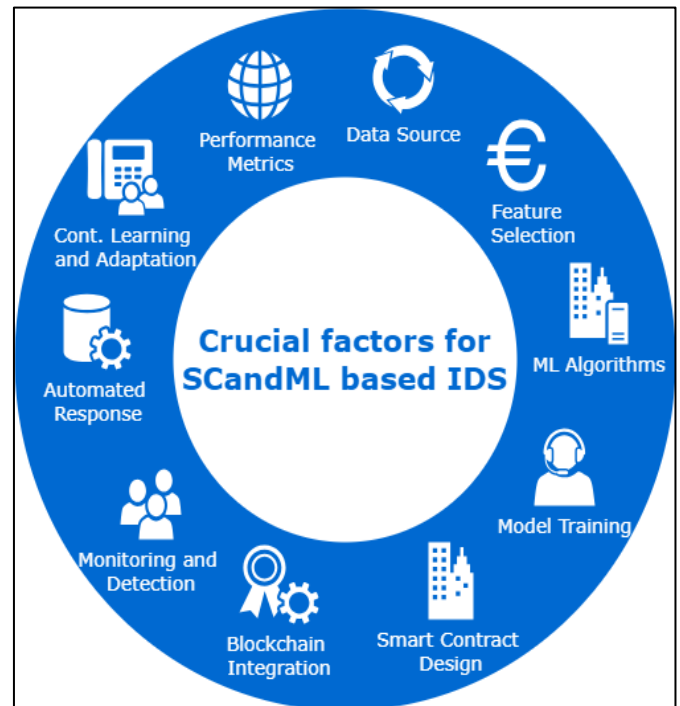 Performance
Metrics
Data Source
€
Feature
Selection
ML Algorithms
Model Training
Smart Contract
Design
Blockchain
Integration
Monitoring and
Detection
Automated
Response
Cont. Learning
and Adaptation
Crucial factors for
SCandML based IDS